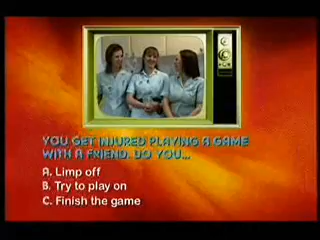 YOU GET INJURED PLAYING A GAME
WITH A FRIEND. DO YOU...
A. Limp off
B. Try to play on
C. Finish the game